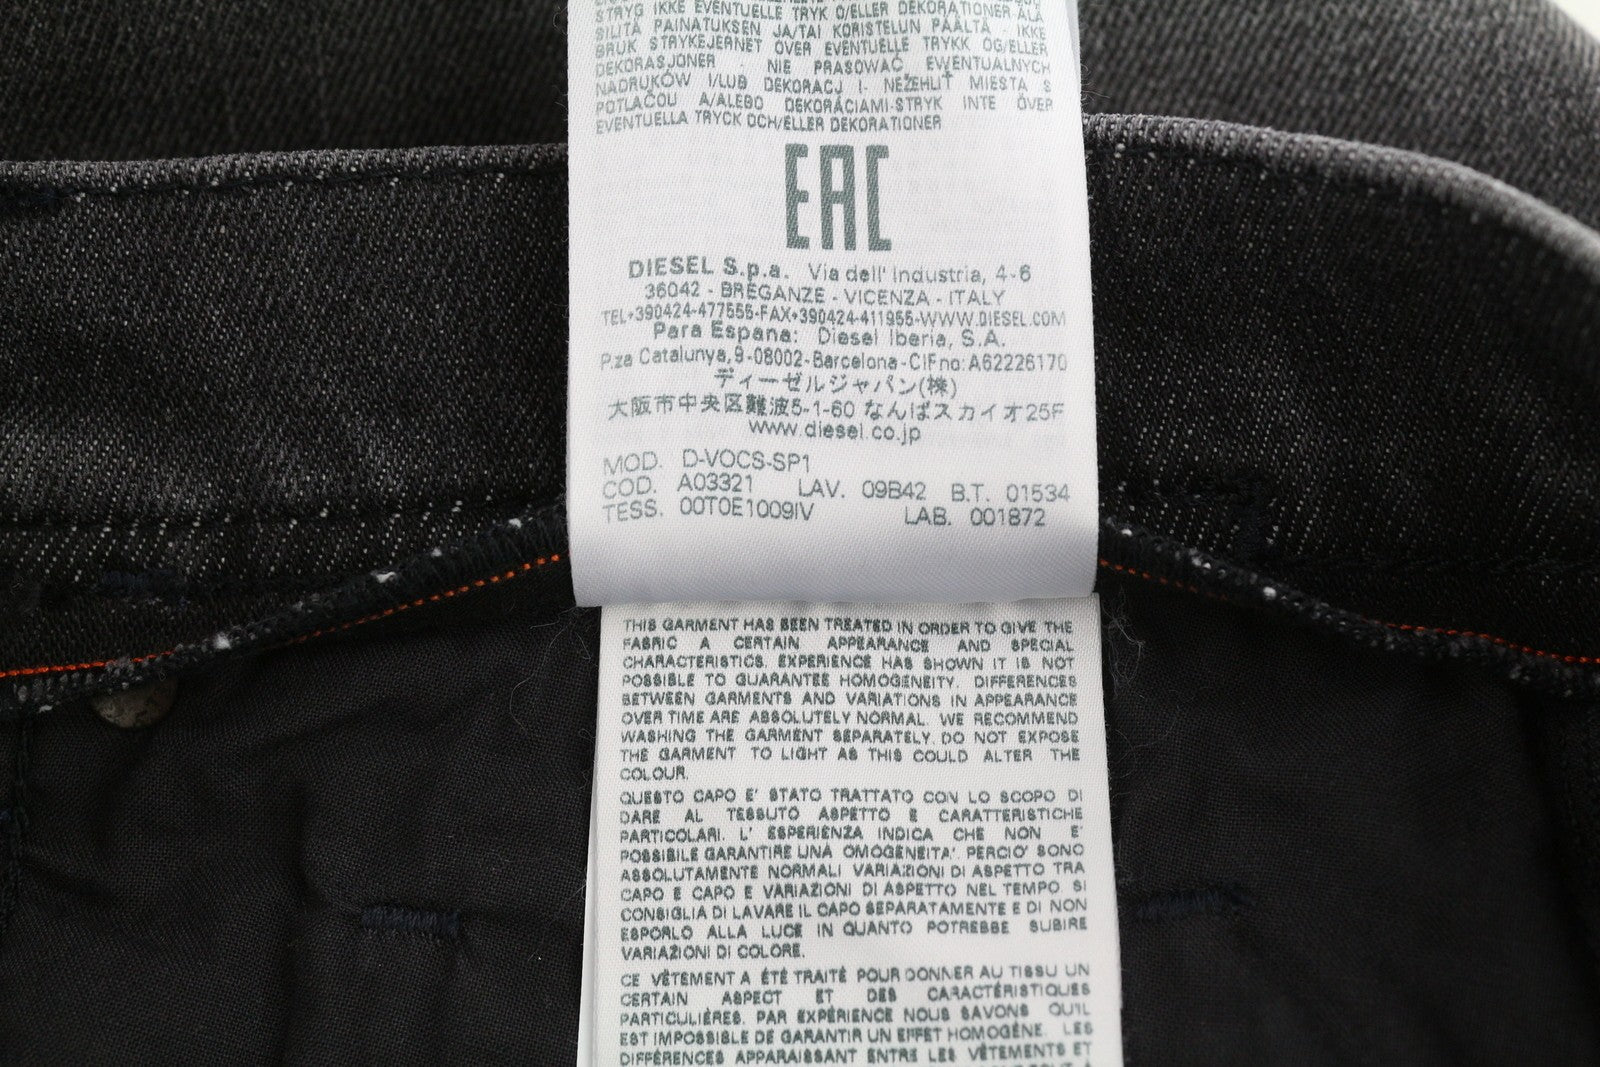 STRYG IKKE EVENTUELLE TRYK O/ELLER DEKORATIONER ÄLÄ
SILITÄ PAINATUKSEN JA/TAI KORISTELUN PÄÄLTÄ - IKKE
BRUK STRYKEJERNET OVER EVENTUELLE TRYKK OG/ELLER
DEKORASJONER - NIE PRASOWAĆ EWENTUALNYCH
NADRUKÓW I/LUB DEKORACJI - NEŽEHLIT MIESTA S
POTLAČOU A/ALEBO DEKORÁCIAMI-STRYK INTE ÖVER
EVENTUELLA TRYCK OCH/ELLER DEKORATIONER
EAC
DIESEL S.p.a. Via dell' Industria, 4-6
36042 - BREGANZE - VICENZA - ITALY
TEL+390424-477555-FAX+390424-411955-WWW.DIESEL.COM
Para Espana: Diesel Iberia, S.A.
P.za Catalunya,9-08002-Barcelona-CIF no:A62226170
ディーゼルジャパン(株)
大阪市中央区難波5-1-60 なんばスカイオ25F
www.diesel.co.jp
MOD. D-VOCS-SP1
COD. A03321 LAV. 09B42 B.T. 01534
TESS. 00T0E1009IV LAB. 001872
THIS GARMENT HAS BEEN TREATED IN ORDER TO GIVE THE
FABRIC A CERTAIN APPEARANCE AND SPECIAL
CHARACTERISTICS. EXPERIENCE HAS SHOWN IT IS NOT
POSSIBLE TO GUARANTEE HOMOGENEITY. DIFFERENCES
BETWEEN GARMENTS AND VARIATIONS IN APPEARANCE
OVER TIME ARE ABSOLUTELY NORMAL. WE RECOMMEND
WASHING THE GARMENT SEPARATELY. DO NOT EXPOSE
THE GARMENT TO LIGHT AS THIS COULD ALTER THE
COLOUR.
QUESTO CAPO E' STATO TRATTATO CON LO SCOPO DI
DARE AL TESSUTO ASPETTO E CARATTERISTICHE
PARTICOLARI. L' ESPERIENZA INDICA CHE NON E'
POSSIBILE GARANTIRE UNA OMOGENEITA'. PERCIO' SONO
ASSOLUTAMENTE NORMALI VARIAZIONI DI ASPETTO TRA
CAPO E CAPO E VARIAZIONI DI ASPETTO NEL TEMPO. SI
CONSIGLIA DI LAVARE IL CAPO SEPARATAMENTE E DI NON
ESPORLO ALLA LUCE IN QUANTO POTREBBE SUBIRE
VARIAZIONI DI COLORE.
CE VÊTEMENT A ÉTÉ TRAITÉ POUR DONNER AU TISSU UN
CERTAIN ASPECT ET DES CARACTÉRISTIQUES
PARTICULIÈRES. PAR EXPÉRIENCE NOUS SAVONS QU'IL
EST IMPOSSIBLE DE GARANTIR UN EFFET HOMOGÈNE. LES
DIFFÉRENCES APPARAISSANT ENTRE LES VÊTEMENTS ET